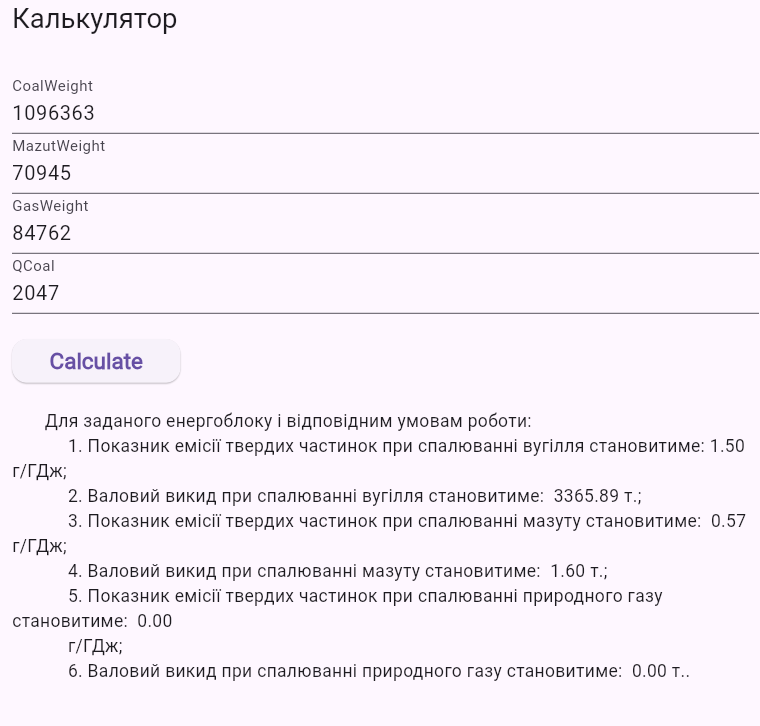 Калькулятор
CoalWeight
1096363
MazutWeight
70945
GasWeight
84762
QCoal
2047
Calculate
Для заданого енергоблоку і відповідним умовам роботи:
1. Показник емісії твердих частинок при спалюванні вугілля становитиме: 1.50
г/ГДж;
2. Валовий викид при спалюванні вугілля становитиме:  3365.89 т.;
3. Показник емісії твердих частинок при спалюванні мазуту становитиме:  0.57
г/ГДж;
4. Валовий викид при спалюванні мазуту становитиме:  1.60 т.;
5. Показник емісії твердих частинок при спалюванні природного газу
становитиме:  0.00
г/ГДж;
6. Валовий викид при спалюванні природного газу становитиме:  0.00 т..